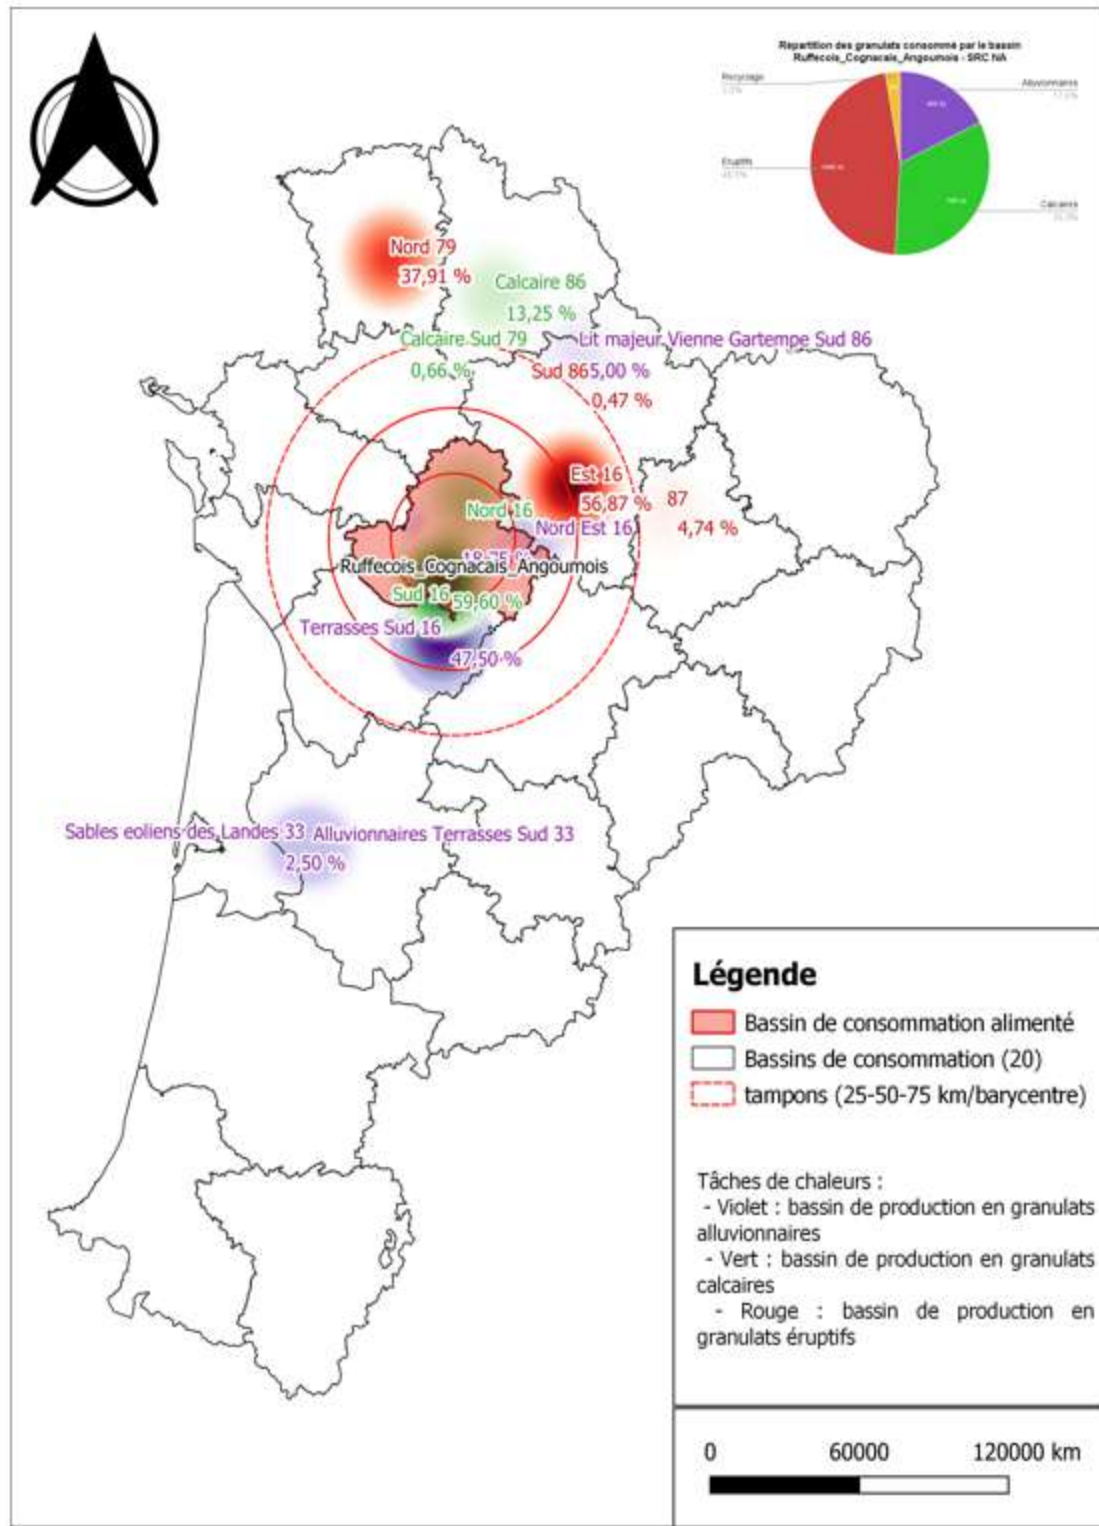 Repartition des granulats consommé par le bassin
Ruffecois_Cognacais_Angoumois - SRC NA
Recyclage
Alluvionnaires
Eruptifs
Calcaires
Nord 79
37,91 %
Calcaire 86
13,25 %
Calcaire Sud 79
0,66 %
Lit majeur Vienne Gartempe Sud 86
Sud 86
5,00 %
0,47 %
Est 16
56,87 %
87
4,74 %
Nord 16
Nord Est 16
18,75 %
Ruffecois_Cognacais_Angoumois
Sud 16
59,60 %
Terrasses Sud 16
47,50 %
Sables eoliens des Landes 33
Alluvionnaires Terrasses Sud 33
2,50 %
Légende
Bassin de consommation alimenté
Bassins de consommation (20)
tampons (25-50-75 km/barycentre)
Tâches de chaleurs :
- Violet : bassin de production en granulats
alluvionnaires
- Vert : bassin de production en granulats
calcaires
- Rouge : bassin de production en
granulats éruptifs
0 60000 120000 km